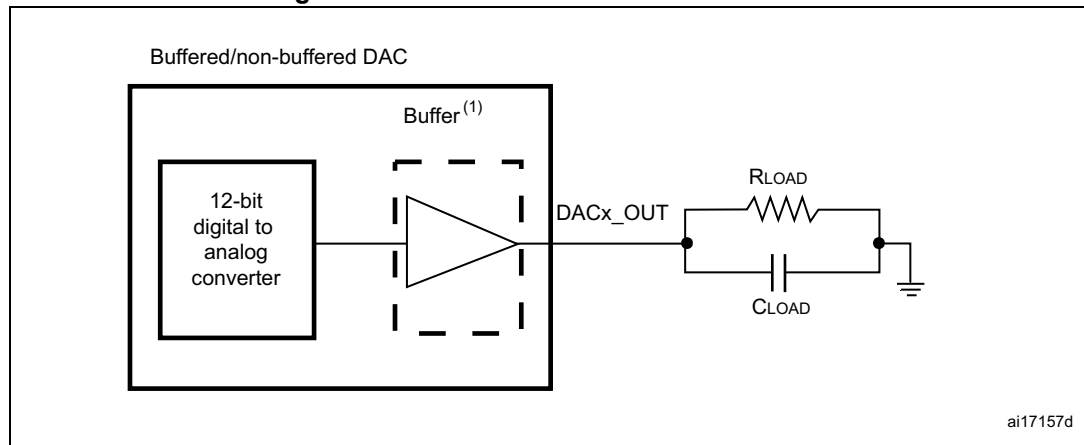 Buffered/non-buffered DAC
Buffer(1)
12-bit
digital to
analog
converter
DACx_OUT
RLOAD
CLOAD
ai17157d